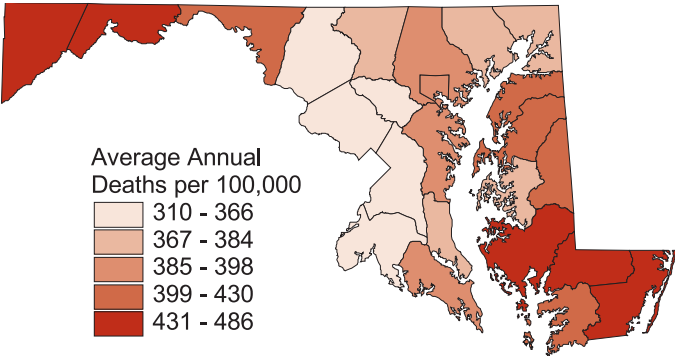 Average Annual
Deaths per 100,000
310 - 366
367 - 384
385 - 398
399 - 430
431 - 486